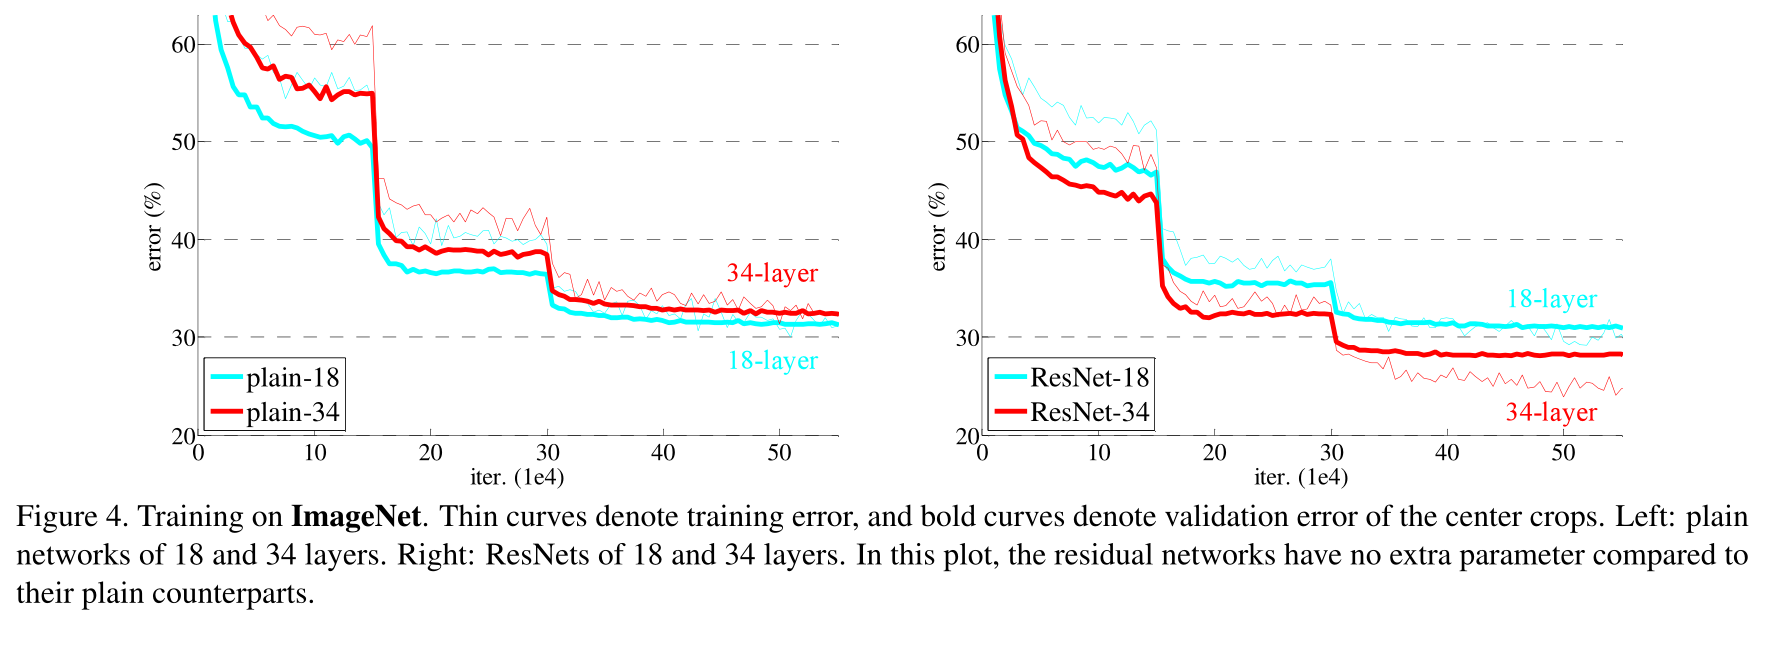 60
50
40
30
20
error (%)
34-layer
18-layer
plain-18
plain-34
0 10 20 30 40 50
iter. (1e4)
60
50
40
30
20
error (%)
18-layer
34-layer
ResNet-18
ResNet-34
0 10 20 30 40 50
iter. (1e4)
Figure 4. Training on ImageNet. Thin curves denote training error, and bold curves denote validation error of the center crops. Left: plain
networks of 18 and 34 layers. Right: ResNets of 18 and 34 layers. In this plot, the residual networks have no extra parameter compared to
their plain counterparts.